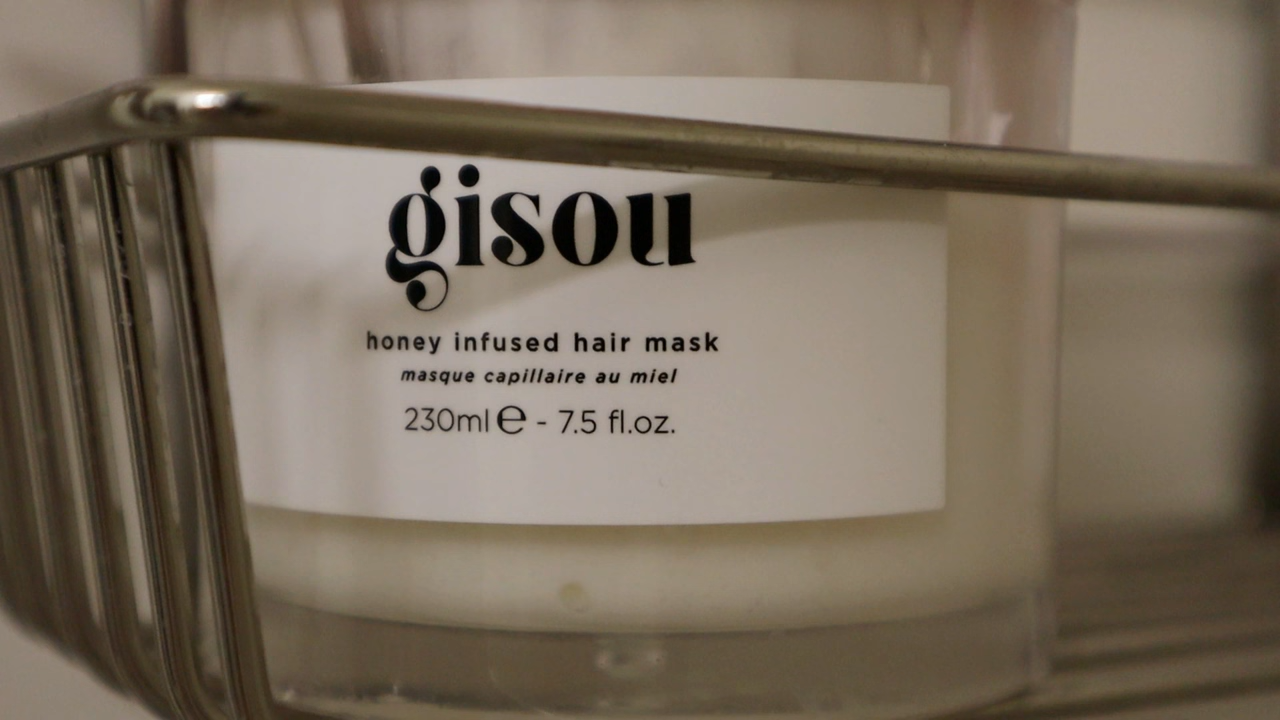 gisou
honey infused hair mask
masque capillaire au miel
230ml ℮ - 7.5 fl.oz.